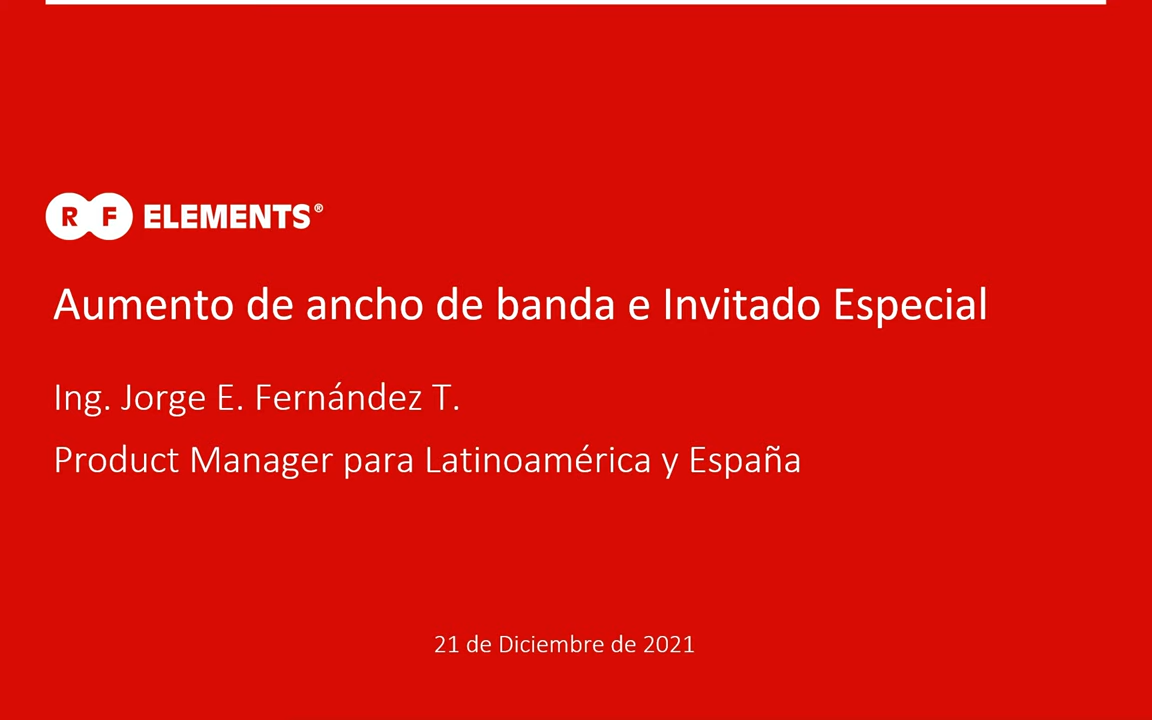 RF ELEMENTS®
Aumento de ancho de banda e Invitado Especial
Ing. Jorge E. Fernández T.
Product Manager para Latinoamérica y España
21 de Diciembre de 2021